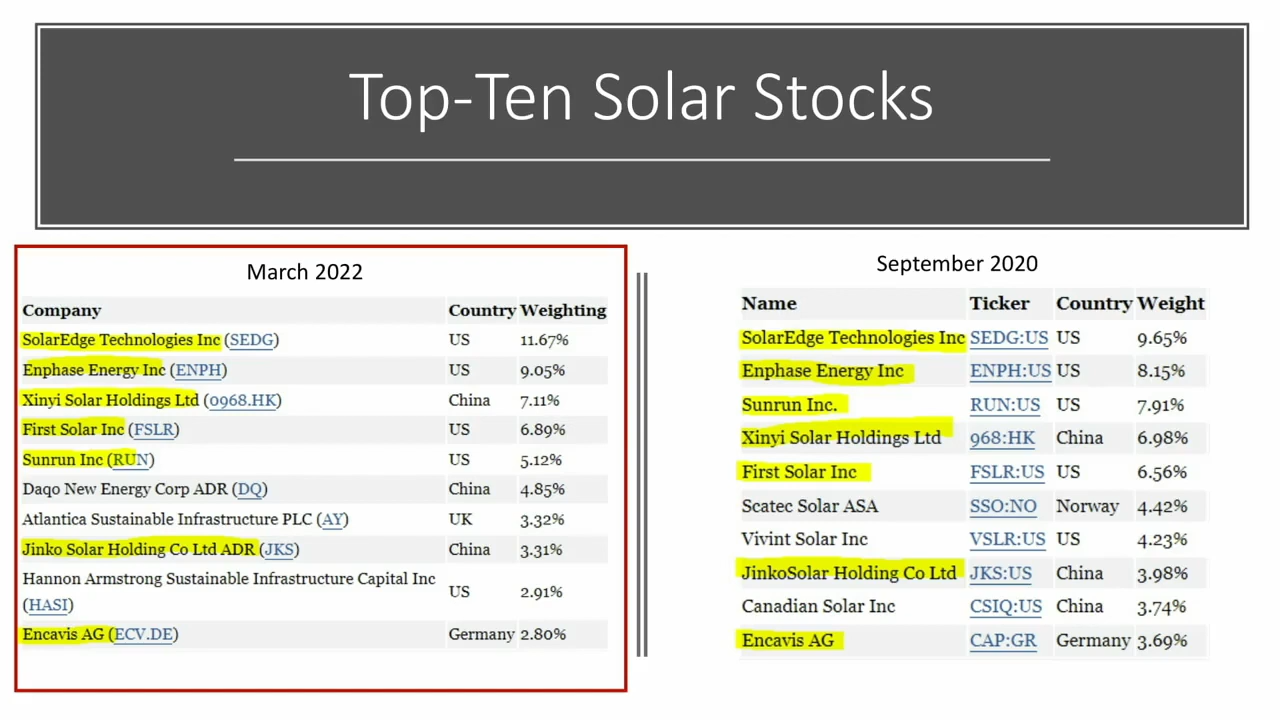 Top-Ten Solar Stocks
March 2022
Company Country Weighting
SolarEdge Technologies Inc (SEDG) US 11.67%
Enphase Energy Inc (ENPH) US 9.05%
Xinyi Solar Holdings Ltd (0968.HK) China 7.11%
First Solar Inc (FSLR) US 6.89%
Sunrun Inc (RUN) US 5.12%
Daqo New Energy Corp ADR (DQ) China 4.85%
Atlantica Sustainable Infrastructure PLC (AY) UK 3.32%
Jinko Solar Holding Co Ltd ADR (JKS) China 3.31%
Hannon Armstrong Sustainable Infrastructure Capital Inc
(HASI) US 2.91%
Encavis AG (ECV.DE) Germany 2.80%
September 2020
Name Ticker Country Weight
SolarEdge Technologies Inc SEDG:US US 9.65%
Enphase Energy Inc ENPH:US US 8.15%
Sunrun Inc. RUN:US US 7.91%
Xinyi Solar Holdings Ltd 968:HK China 6.98%
First Solar Inc FSLR:US US 6.56%
Scatec Solar ASA SSO:NO Norway 4.42%
Vivint Solar Inc VSLR:US US 4.23%
JinkoSolar Holding Co Ltd JKS:US China 3.98%
Canadian Solar Inc CSIQ:US China 3.74%
Encavis AG CAP:GR Germany 3.69%